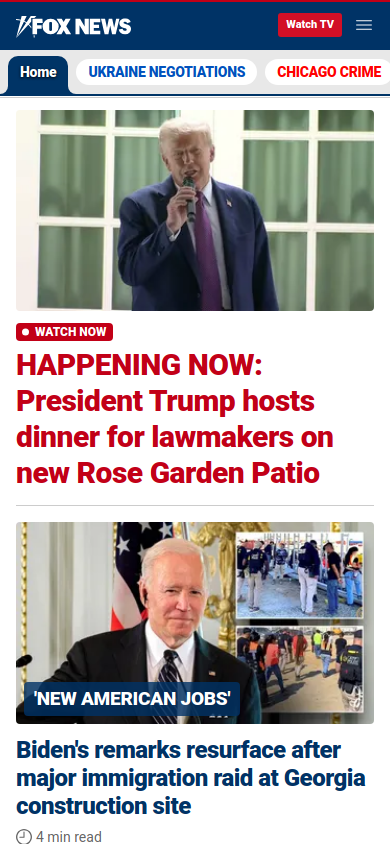 FOX NEWS
Watch TV
Home
UKRAINE NEGOTIATIONS
CHICAGO CRIME
WATCH NOW
HAPPENING NOW:
President Trump hosts
dinner for lawmakers on
new Rose Garden Patio
'NEW AMERICAN JOBS'
Biden's remarks resurface after
major immigration raid at Georgia
construction site
4 min read